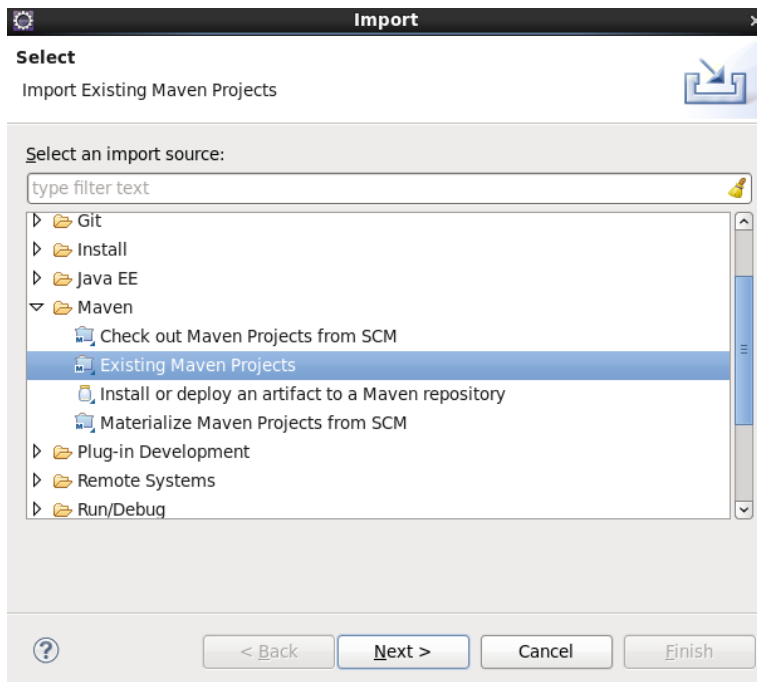 Import
Select
Import Existing Maven Projects
Select an import source:
type filter text
Git
Install
Java EE
Maven
Check out Maven Projects from SCM
Existing Maven Projects
Install or deploy an artifact to a Maven repository
Materialize Maven Projects from SCM
Plug-in Development
Remote Systems
Run/Debug
? < Back Next > Cancel Finish